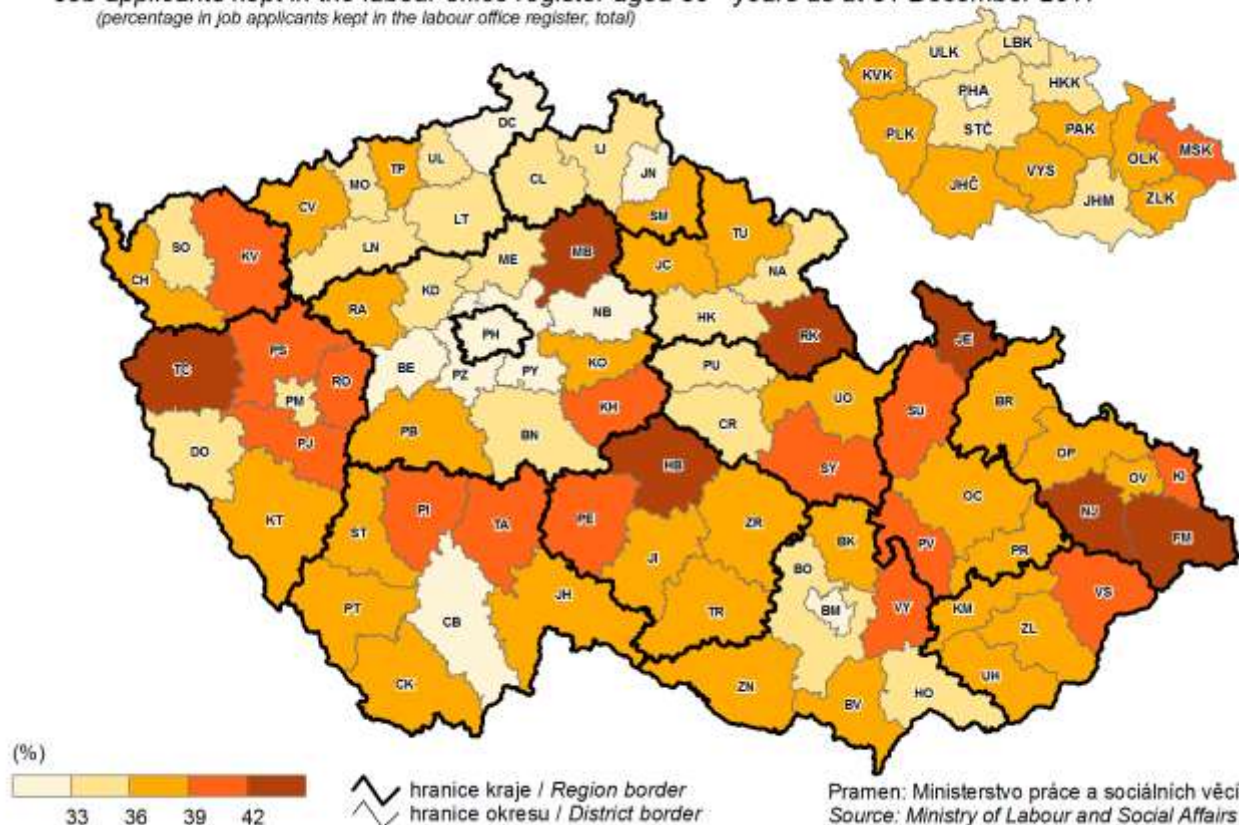 (percentage in job applicants kept in the labour office register, total)
ULK
LBK
KVK
HKK
PHA
STČ
PLK
PAK
MSK
OLK
VYS
JHČ
ZLK
JHM
DC
LI
UL
TP
JN
MO
CL
CV
LT
SM
TU
SO
LN
MB
KV
ME
JC
CH
NA
KD
RA
NB
HK
RK
PH
JE
PS
KO
TC
BE
RO
PZ
PY
PU
PM
UO
BR
KH
SU
PB
BN
CR
PJ
DO
OP
HB
SY
OV
KI
OC
NJ
KT
ST
PI
TA
PE
ZR
FM
PV
BK
PR
JI
BO
VS
JH
KM
PT
TR
BM
VY
CB
ZL
UH
CK
ZN
HO
BV
(%)
33 36 39 42
hranice kraje / Region border
hranice okresu / District border
Pramen: Ministerstvo práce a sociálních věcí
Source: Ministry of Labour and Social Affairs